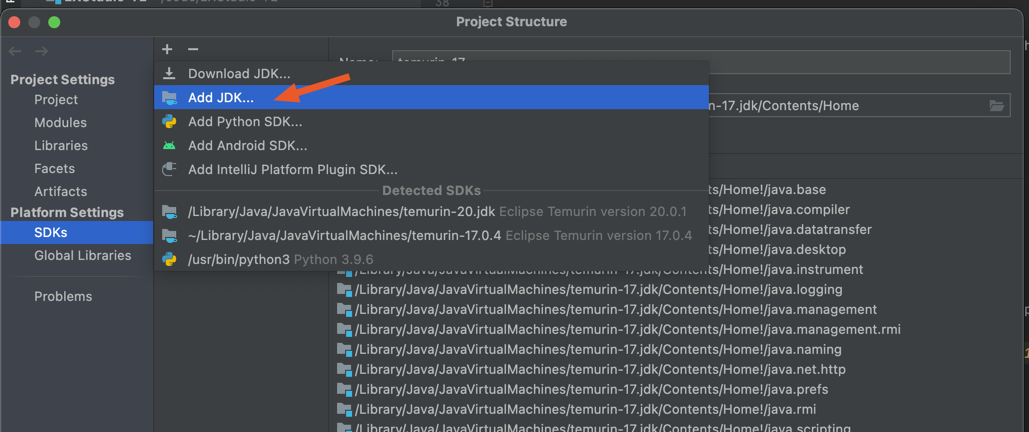 38
Project Structure
Project Settings
Project
Modules
Libraries
Facets
Artifacts
Platform Settings
SDKs
Global Libraries
Problems
Download JDK...
Add JDK...
Add Python SDK...
Add Android SDK...
Add IntelliJ Platform Plugin SDK...
Detected SDKs
/Library/Java/JavaVirtualMachines/temurin-20.jdk Eclipse Temurin version 20.0.1
~/Library/Java/JavaVirtualMachines/temurin-17.0.4 Eclipse Temurin version 17.0.4
/usr/bin/python3 Python 3.9.6
Name: temurin-17
n-17.jdk/Contents/Home
ts/Home!/java.base
ts/Home!/java.compiler
ts/Home!/java.datatransfer
ts/Home!/java.desktop
/Library/Java/JavaVirtualMachines/temurin-17.jdk/Contents/Home!/java.instrument
/Library/Java/JavaVirtualMachines/temurin-17.jdk/Contents/Home!/java.logging
/Library/Java/JavaVirtualMachines/temurin-17.jdk/Contents/Home!/java.management
/Library/Java/JavaVirtualMachines/temurin-17.jdk/Contents/Home!/java.management.rmi
/Library/Java/JavaVirtualMachines/temurin-17.jdk/Contents/Home!/java.naming
/Library/Java/JavaVirtualMachines/temurin-17.jdk/Contents/Home!/java.net.http
/Library/Java/JavaVirtualMachines/temurin-17.jdk/Contents/Home!/java.prefs
/Library/Java/JavaVirtualMachines/temurin-17.jdk/Contents/Home!/java.rmi
/Library/Java/JavaVirtualMachines/temurin-17.jdk/Contents/Home!/java.scripting